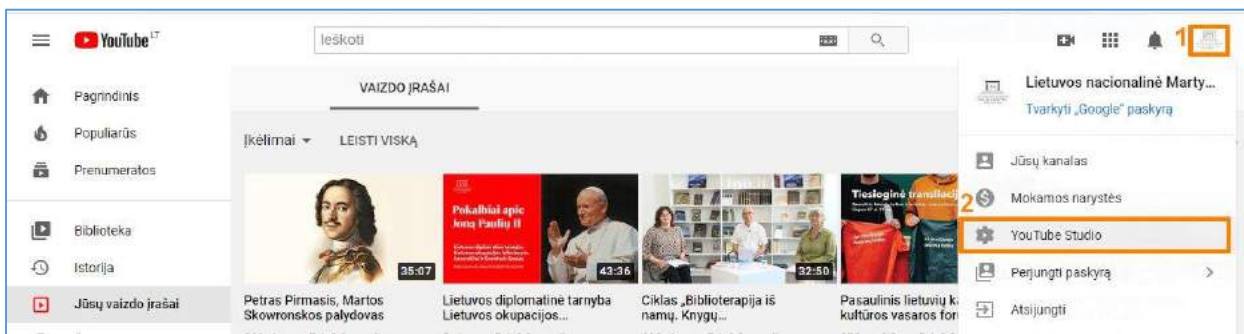 YouTube LT
Ieškoti
1
Pagrindinis
Populiarūs
Prenumeratos
Biblioteka
Istorija
Jūsų vaizdo įrašai
VAIZDO ĮRAŠAI
Įkėlimai
LEISTI VISKĄ
35:07
Petras Pirmasis, Martos
Skowronskos palydovas
Pokalbiai apie
Joną Paulių II
43:36
Lietuvos diplomatinė tarnyba
Lietuvos okupacijos...
32:50
Ciklas „Biblioterapija iš
namų. Knygų...
Tiesioginė transliacij
Pasaulinis lietuvių k
kultūros vasaros for
Lietuvos nacionalinė Marty...
Tvarkyti „Google“ paskyrą
Jūsų kanalas
2
Mokamos narystės
YouTube Studio
Perjungti paskyrą
Atsijungti